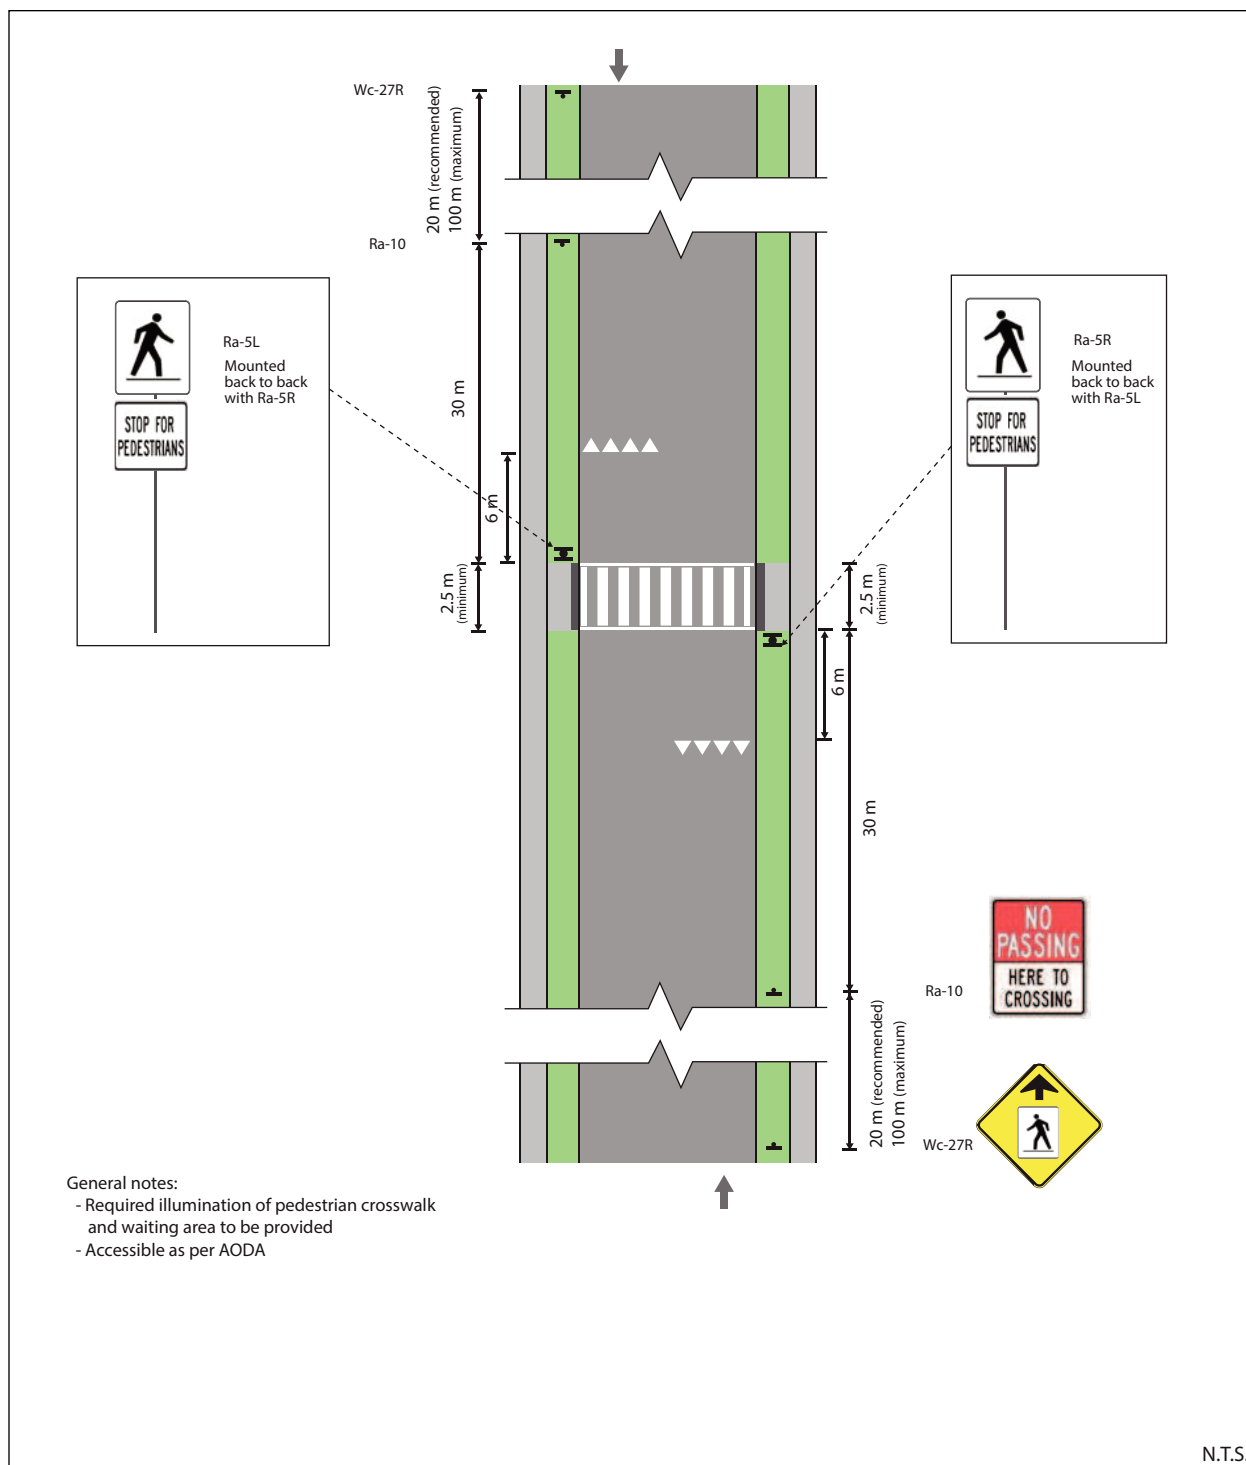 Wc-27R
20 m (recommended)
100 m (maximum)
Ra-10
STOP FOR
PEDESTRIANS
Ra-5L
Mounted
back to back
with Ra-5R
30 m
6 m
2.5 m
(minimum)
STOP FOR
PEDESTRIANS
Ra-5R
Mounted
back to back
with Ra-5L
2.5 m
(minimum)
6 m
30 m
NO
PASSING
HERE TO
CROSSING
Ra-10
20 m (recommended)
100 m (maximum)
Wc-27R
General notes:
- Required illumination of pedestrian crosswalk
and waiting area to be provided
- Accessible as per AODA
N.T.S.